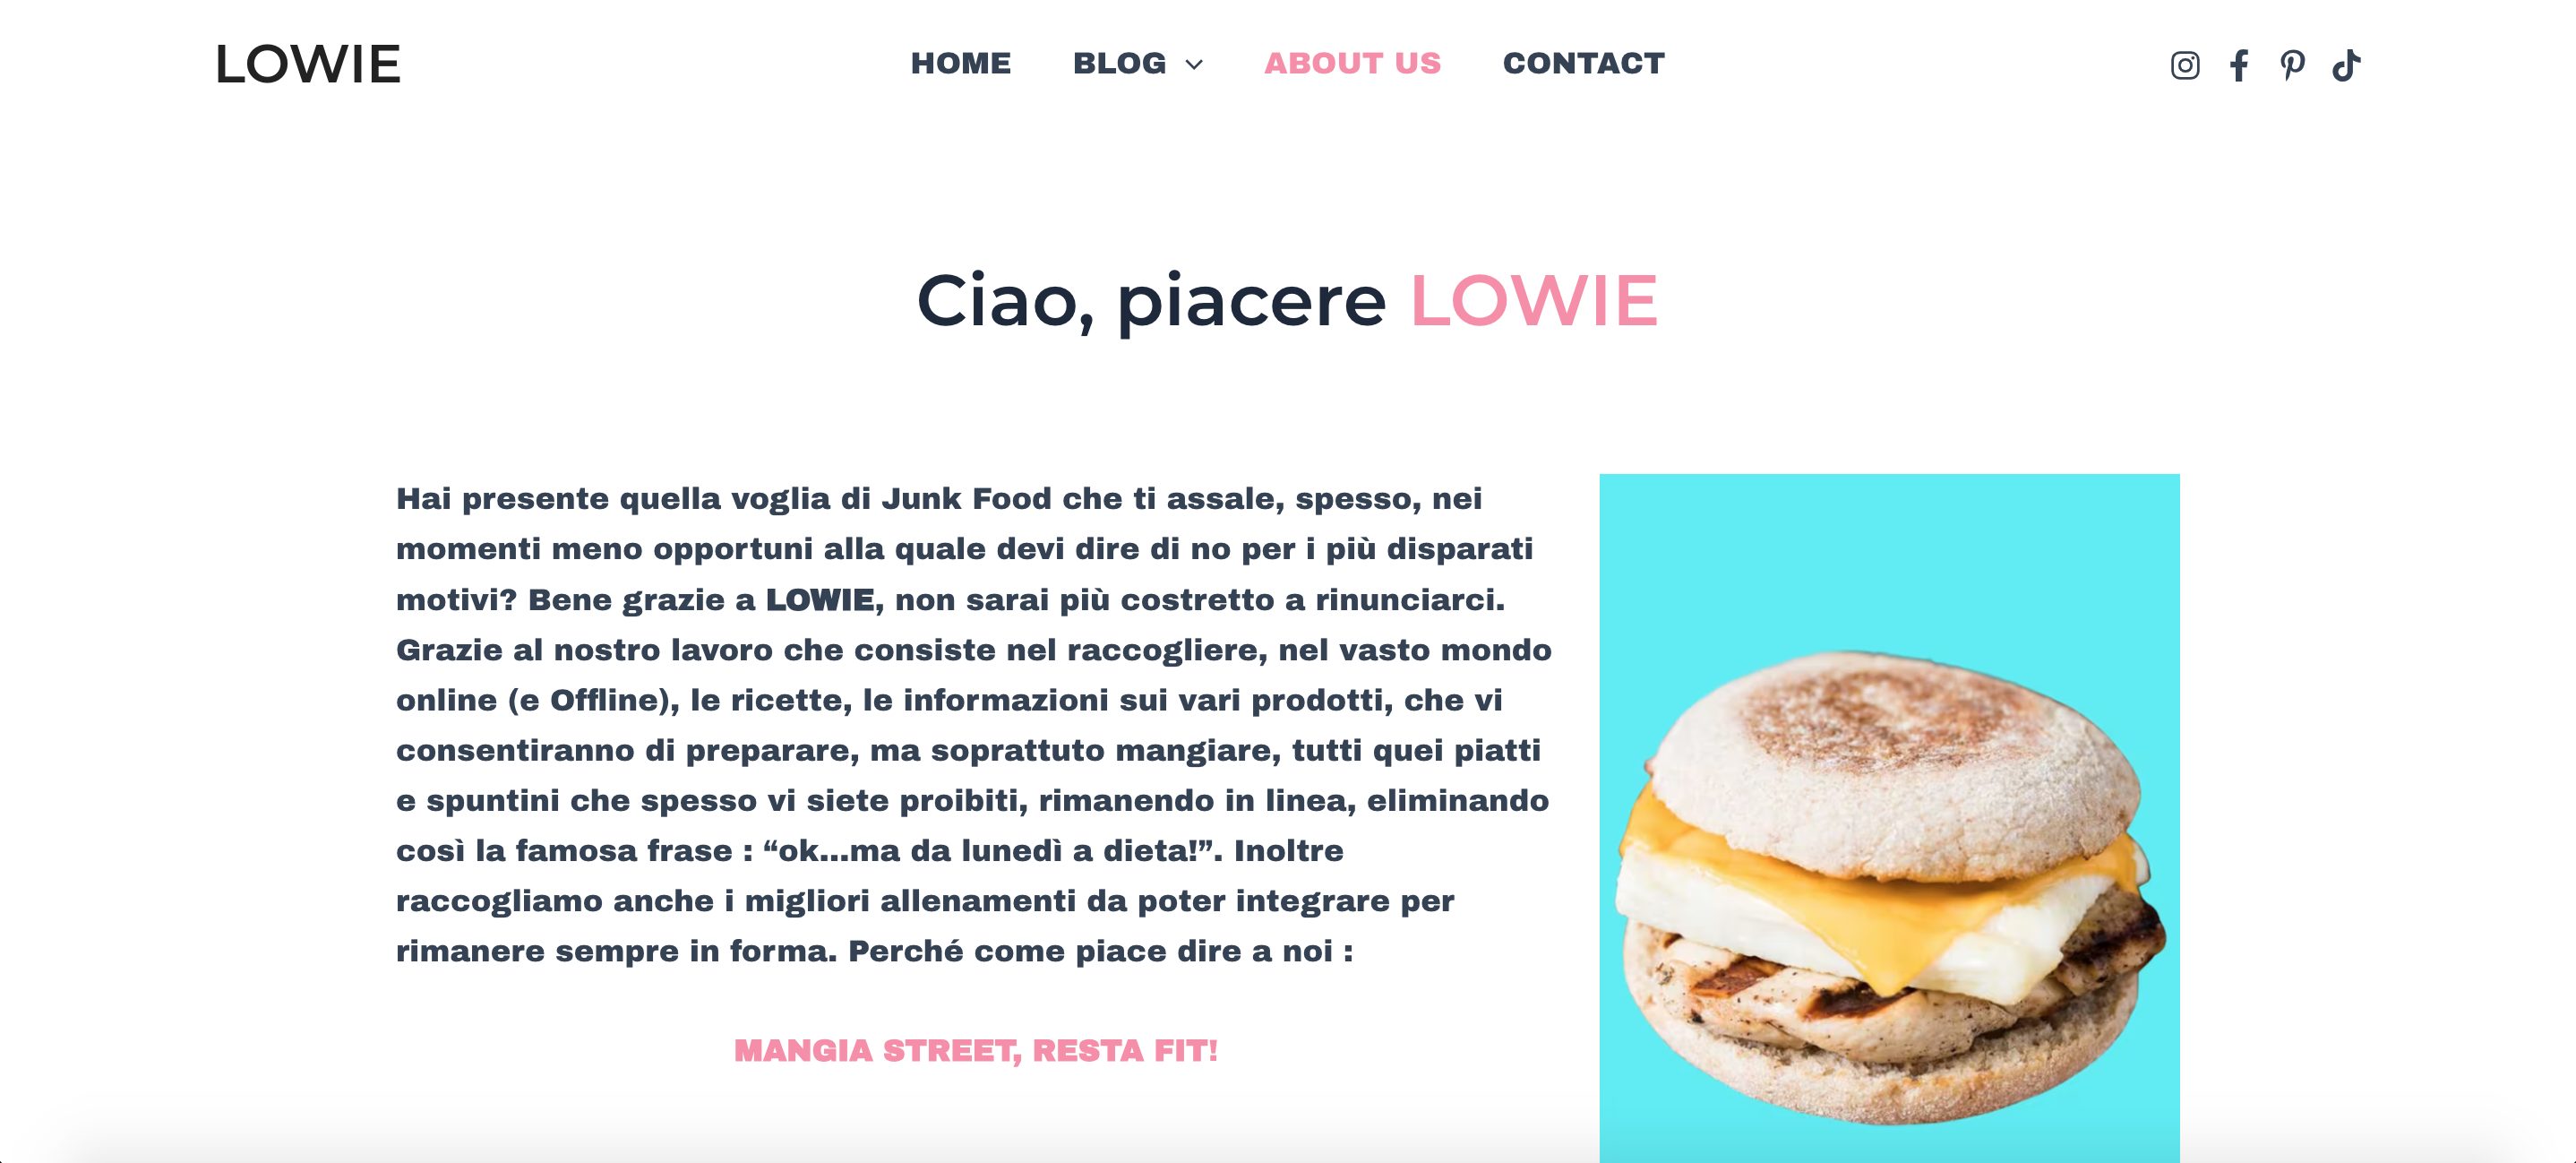 LOWIE
HOME BLOG ABOUT US CONTACT
Ciao, piacere LOWIE
Hai presente quella voglia di Junk Food che ti assale, spesso, nei
momenti meno opportuni alla quale devi dire di no per i più disparati
motivi? Bene grazie a LOWIE, non sarai più costretto a rinunciarci.
Grazie al nostro lavoro che consiste nel raccogliere, nel vasto mondo
online (e Offline), le ricette, le informazioni sui vari prodotti, che vi
consentiranno di preparare, ma soprattuto mangiare, tutti quei piatti
e spuntini che spesso vi siete proibiti, rimanendo in linea, eliminando
così la famosa frase : “ok…ma da lunedì a dieta!”. Inoltre
raccogliamo anche i migliori allenamenti da poter integrare per
rimanere sempre in forma. Perché come piace dire a noi :
MANGIA STREET, RESTA FIT!